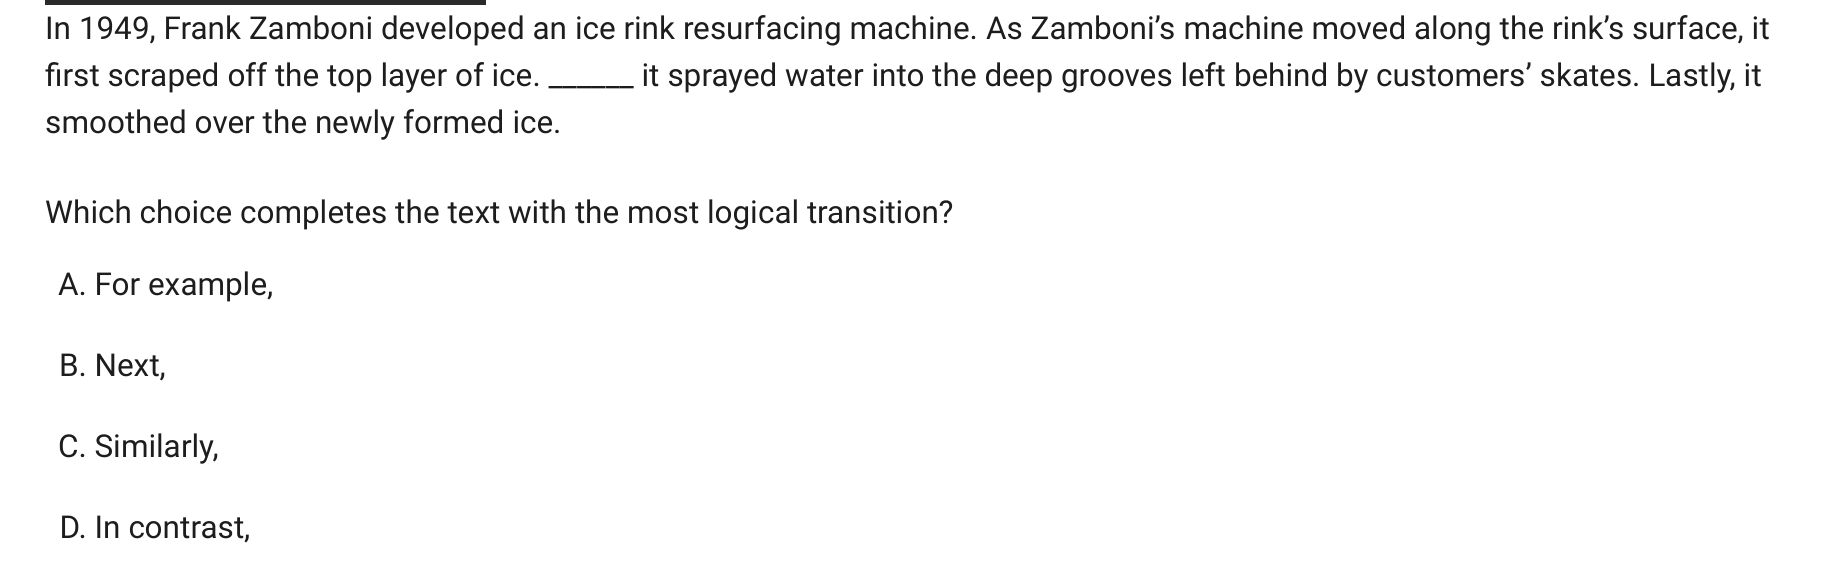 In 1949, Frank Zamboni developed an ice rink resurfacing machine. As Zamboni’s machine moved along the rink’s surface, it
first scraped off the top layer of ice. ______ it sprayed water into the deep grooves left behind by customers’ skates. Lastly, it
smoothed over the newly formed ice.
Which choice completes the text with the most logical transition?
A. For example,
B. Next,
C. Similarly,
D. In contrast,